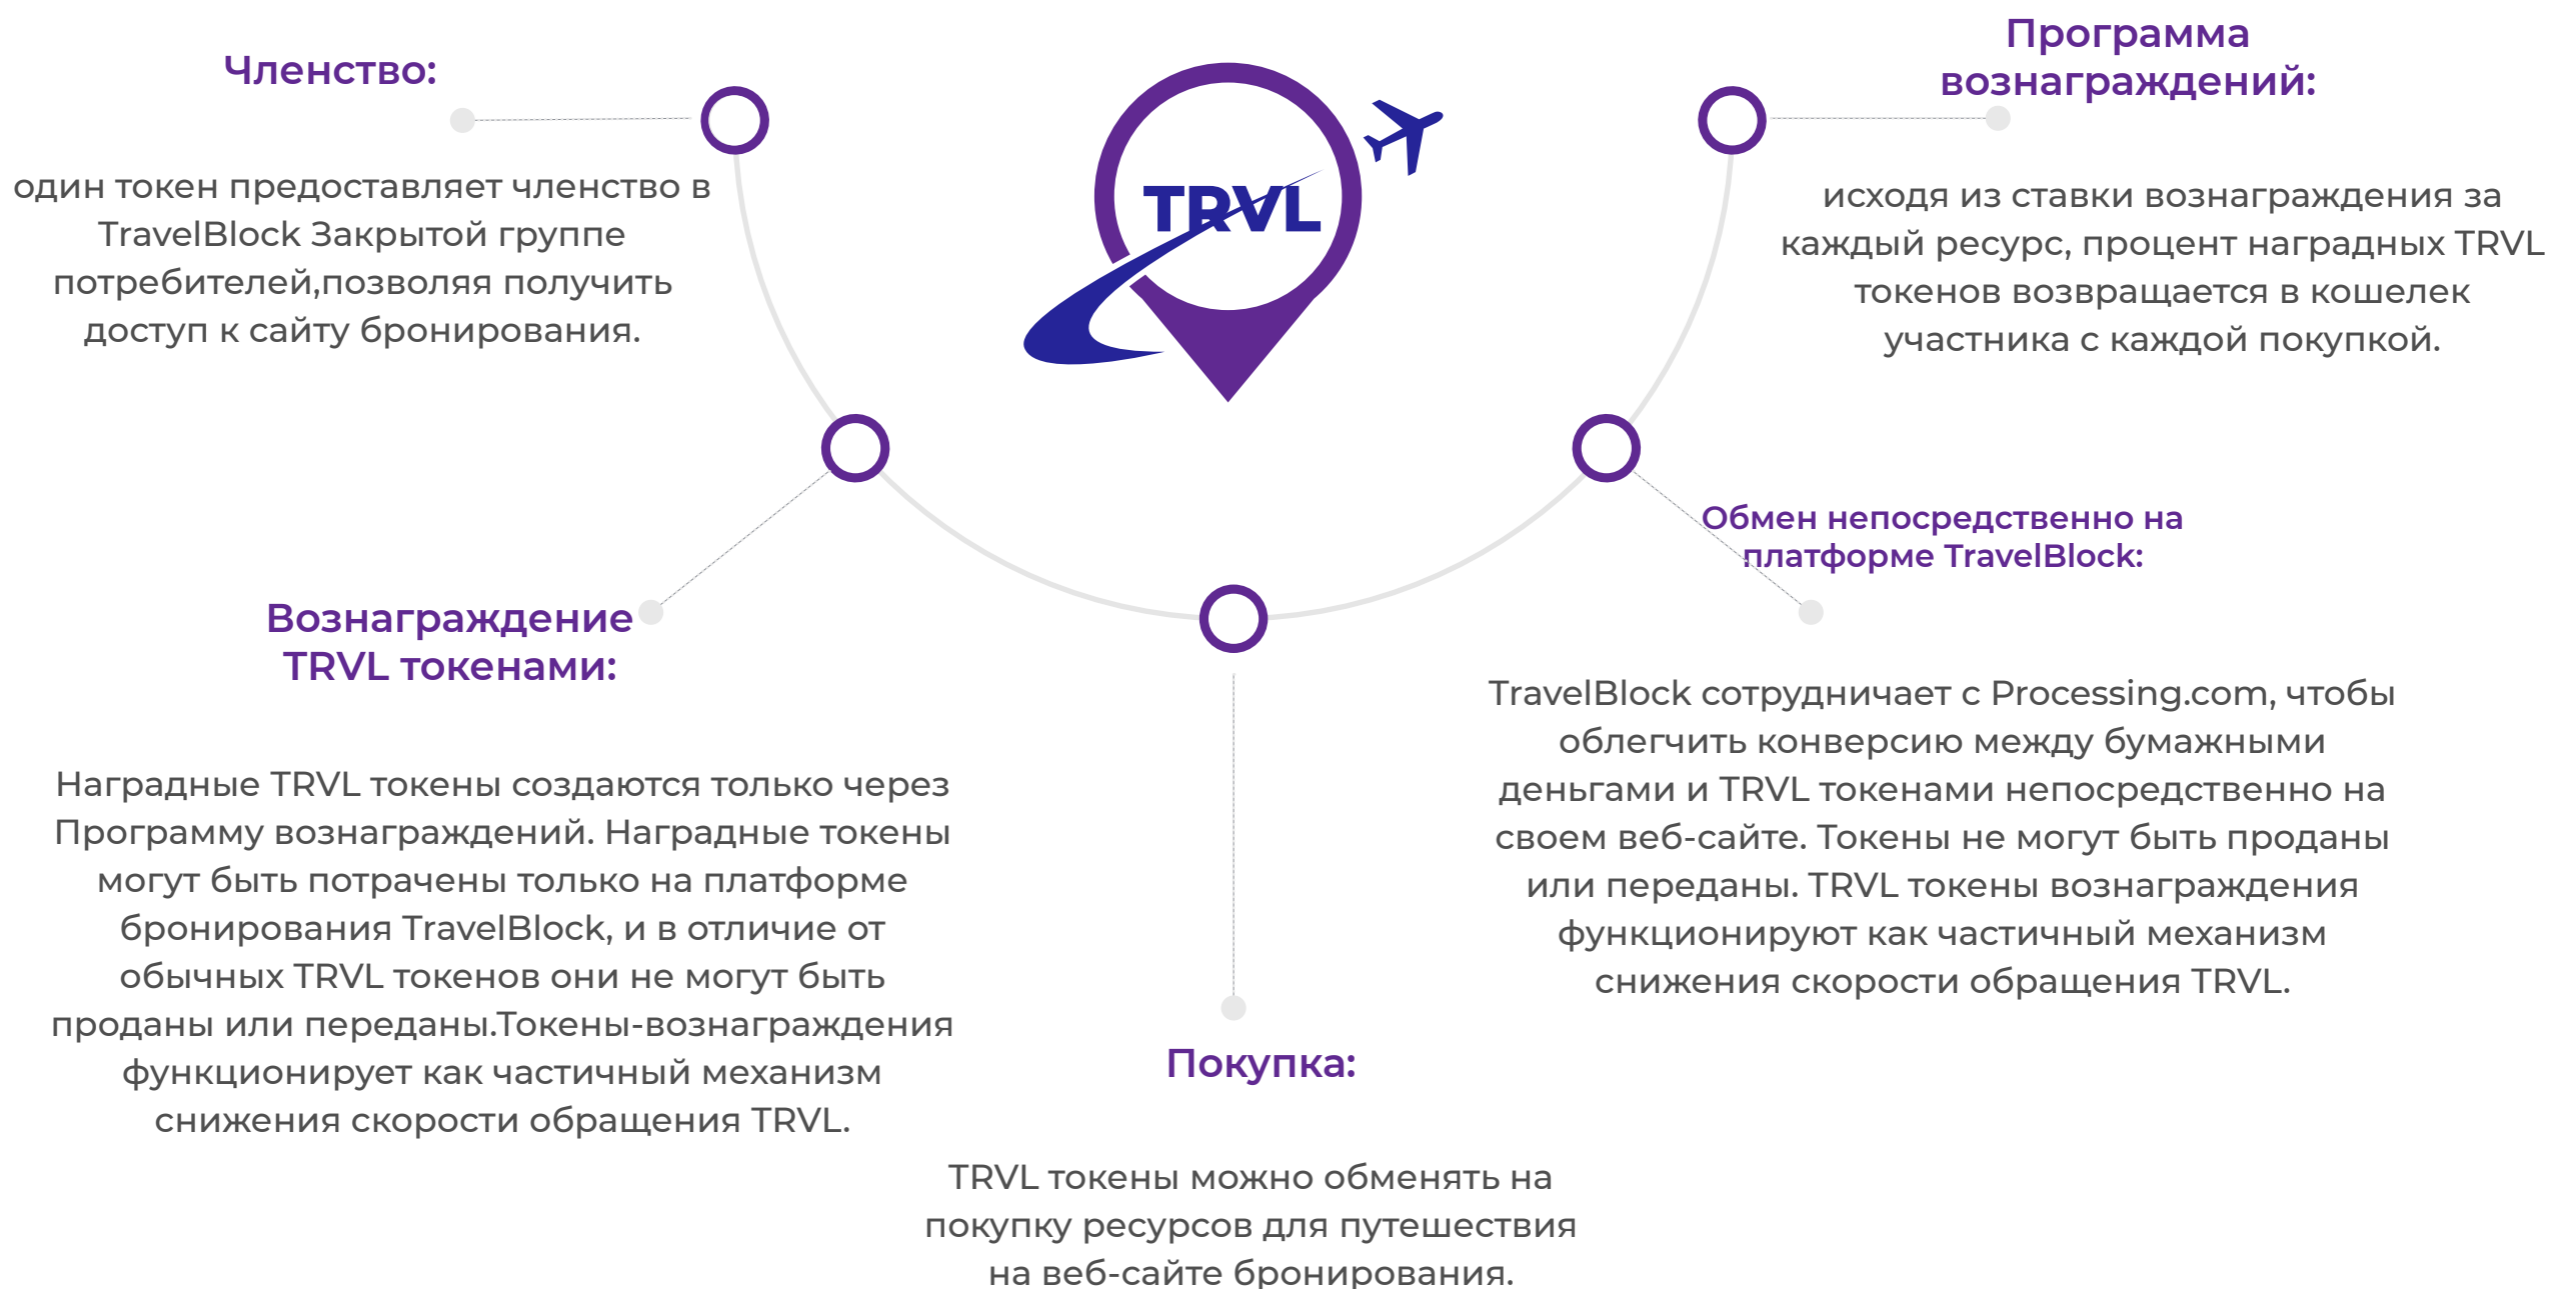 Членство:
один токен предоставляет членство в
TravelBlock Закрытой группе
потребителей,позволяя получить
доступ к сайту бронирования.
TRVL
Программа
вознаграждений:
исходя из ставки вознаграждения за
каждый ресурс, процент наградных TRVL
токенов возвращается в кошелек
участника с каждой покупкой.
Вознаграждение
TRVL токенами:
Наградные TRVL токены создаются только через
Программу вознаграждений. Наградные токены
могут быть потрачены только на платформе
бронирования TravelBlock, и в отличие от
обычных TRVL токенов они не могут быть
проданы или переданы.Токены-вознаграждения
функционирует как частичный механизм
снижения скорости обращения TRVL.
Обмен непосредственно на
платформе TravelBlock:
TravelBlock сотрудничает с Processing.com, чтобы
облегчить конверсию между бумажными
деньгами и TRVL токенами непосредственно на
своем веб-сайте. Токены не могут быть проданы
или переданы. TRVL токены вознаграждения
функционируют как частичный механизм
снижения скорости обращения TRVL.
Покупка:
TRVL токены можно обменять на
покупку ресурсов для путешествия
на веб-сайте бронирования.